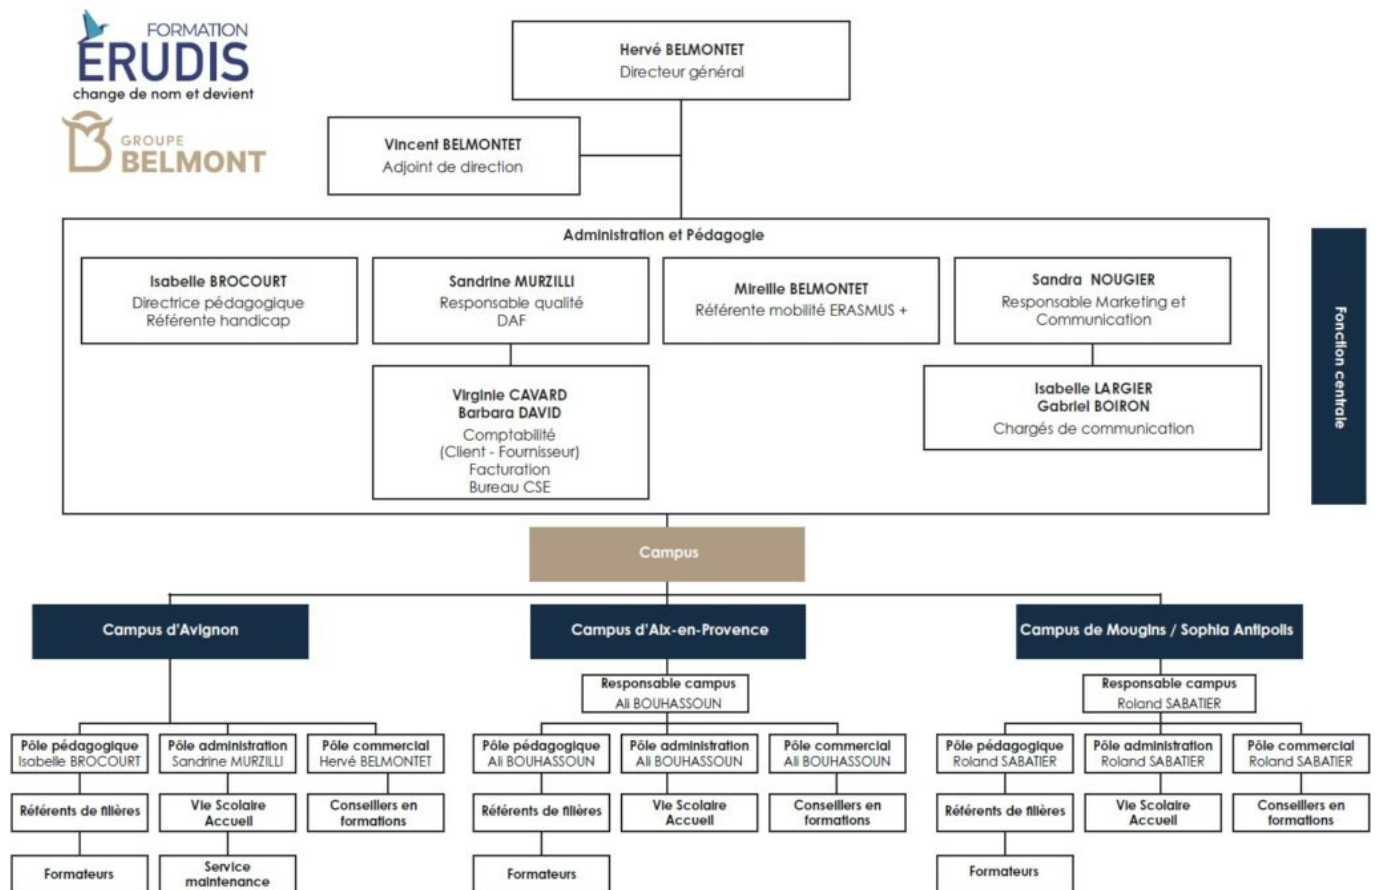 FORMATION
ERUDIS
change de nom et devient
GROUPE
BELMONT
Hervé BELMONTET
Directeur général
Vincent BELMONTET
Adjoint de direction
Administration et Pédagogie
Isabelle BROCOURT
Directrice pédagogique
Référente handicap
Sandrine MURZILLI
Responsable qualité
DAF
Mireille BELMONTET
Référente mobilité ERASMUS +
Sandra NOUGIER
Responsable Marketing et
Communication
Virginie CAVARD
Barbara DAVID
Comptabilité
(Client - Fournisseur)
Facturation
Bureau CSE
Isabelle LARGIER
Gabriel BOIRON
Chargés de communication
Fonction centrale
Campus
Campus d'Avignon
Campus d'Aix-en-Provence
Campus de Mougins / Sophia Antipolis
Responsable campus
Ali BOUHASSOUN
Responsable campus
Roland SABATIER
Pôle pédagogique
Isabelle BROCOURT
Pôle administration
Sandrine MURZILLI
Pôle commercial
Hervé BELMONTET
Pôle pédagogique
Ali BOUHASSOUN
Pôle administration
Ali BOUHASSOUN
Pôle commercial
Ali BOUHASSOUN
Pôle pédagogique
Roland SABATIER
Pôle administration
Roland SABATIER
Pôle commercial
Roland SABATIER
Référents de filières
Vie Scolaire
Accueil
Conseillers en
formations
Référents de filières
Vie Scolaire
Accueil
Conseillers en
formations
Référents de filières
Vie Scolaire
Accueil
Conseillers en
formations
Formateurs
Service
maintenance
Formateurs
Formateurs